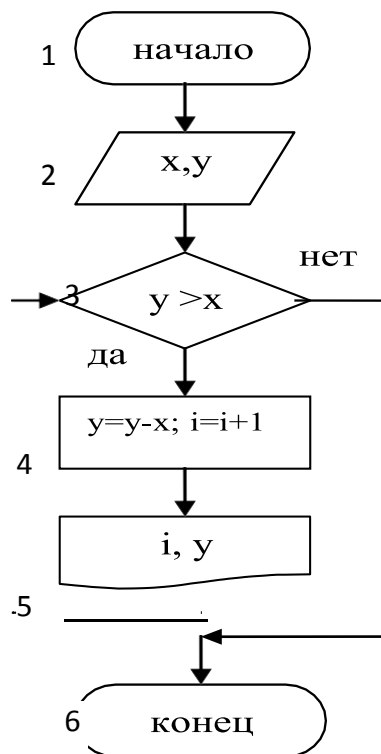 1 начало
2 x,y
нет
3 y >x
да
y=y-x; i=i+1
4
i, y
5
6 конец